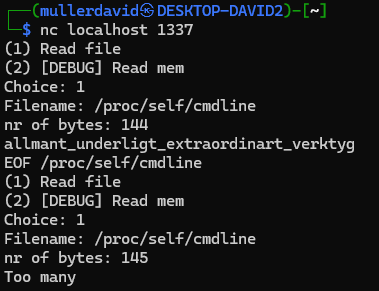 ┌──(mullerdavid㉿DESKTOP-DAVID2)-[~]
└─$ nc localhost 1337
(1) Read file
(2) [DEBUG] Read mem
Choice: 1
Filename: /proc/self/cmdline
nr of bytes: 144
allmant_underligt_extraordinart_verktyg
EOF /proc/self/cmdline
(1) Read file
(2) [DEBUG] Read mem
Choice: 1
Filename: /proc/self/cmdline
nr of bytes: 145
Too many